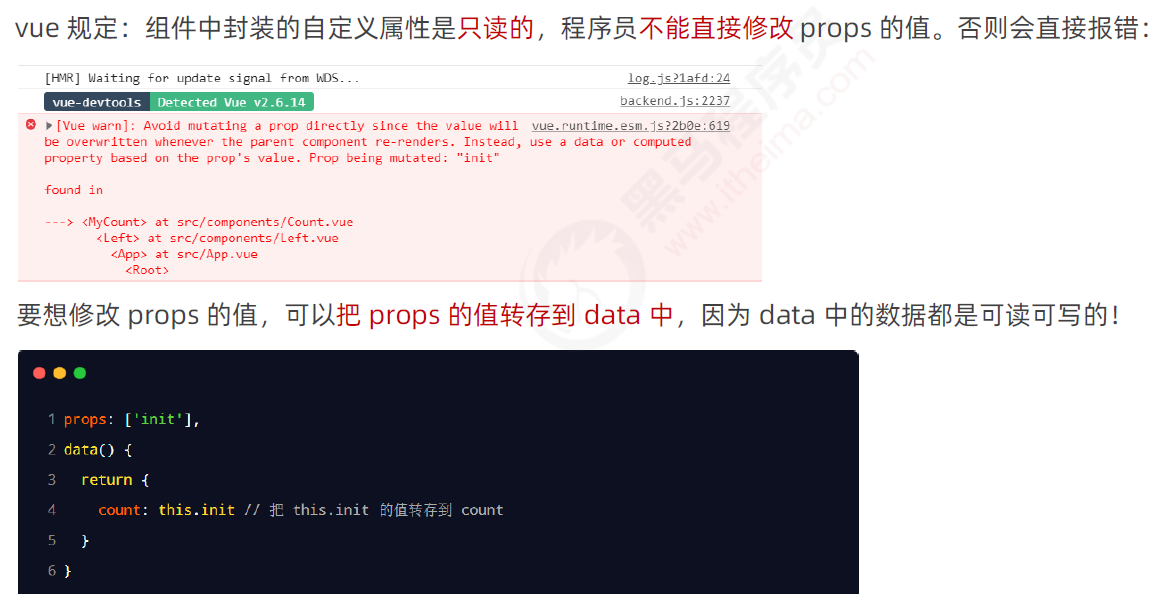 vue 规定：组件中封装的自定义属性是只读的，程序员不能直接修改 props 的值。否则会直接报错：
[HMR] Waiting for update signal from WDS... log.js?1afd:24
vue-devtools Detected Vue v2.6.14 backend.js:2237
[Vue warn]: Avoid mutating a prop directly since the value will vue.runtime.esm.js?2b0e:619
be overwritten whenever the parent component re-renders. Instead, use a data or computed
property based on the prop's value. Prop being mutated: "init"
found in
---> <MyCount> at src/components/Count.vue
<Left> at src/components/Left.vue
<App> at src/App.vue
<Root>
黑马程序员
www.itheima.com
要想修改 props 的值，可以把 props 的值转存到 data 中，因为 data 中的数据都是可读可写的！
1 props: ['init'],
2 data() {
3 return {
4 count: this.init // 把 this.init 的值转存到 count
5 }
6 }